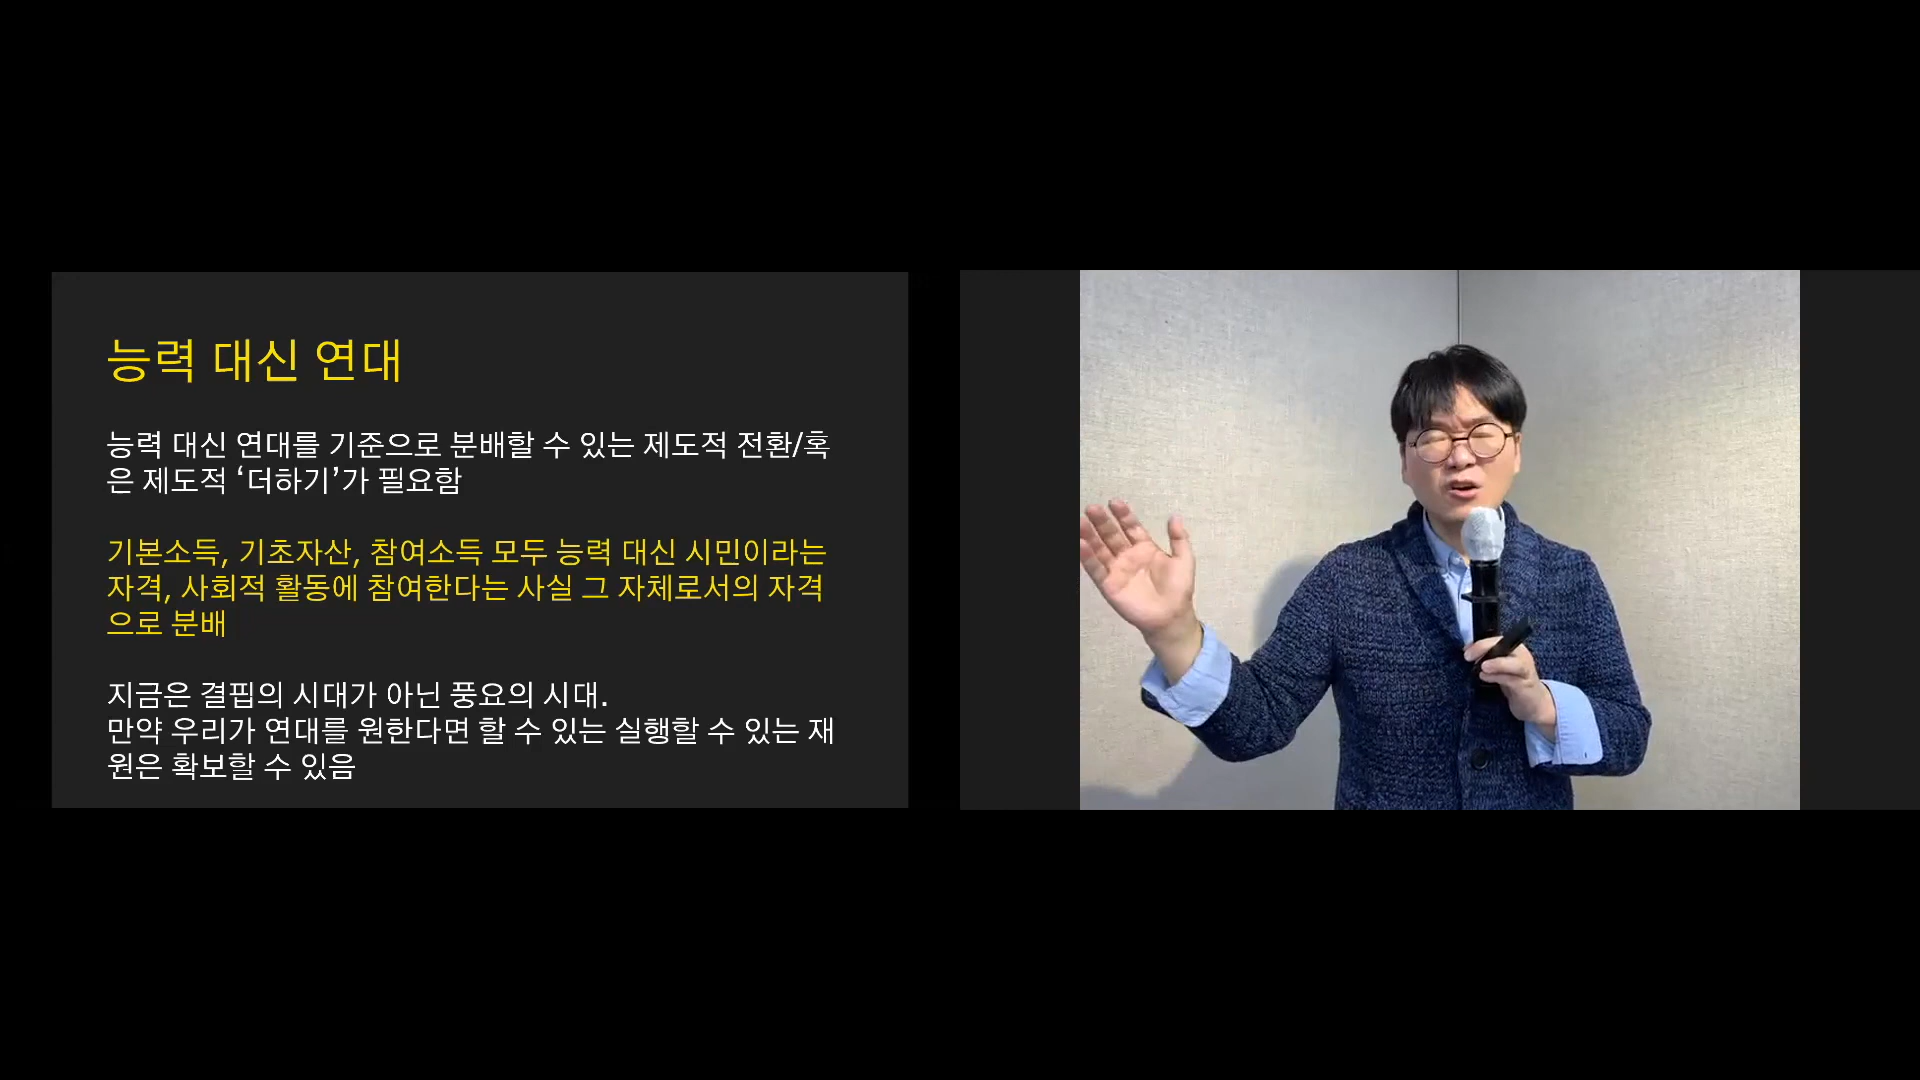 능력 대신 연대
능력 대신 연대를 기준으로 분배할 수 있는 제도적 전환/혹
은 제도적 ‘더하기’가 필요함
기본소득, 기초자산, 참여소득 모두 능력 대신 시민이라는
자격, 사회적 활동에 참여한다는 사실 그 자체로서의 자격
으로 분배
지금은 결핍의 시대가 아닌 풍요의 시대.
만약 우리가 연대를 원한다면 할 수 있는 실행할 수 있는 재
원은 확보할 수 있음